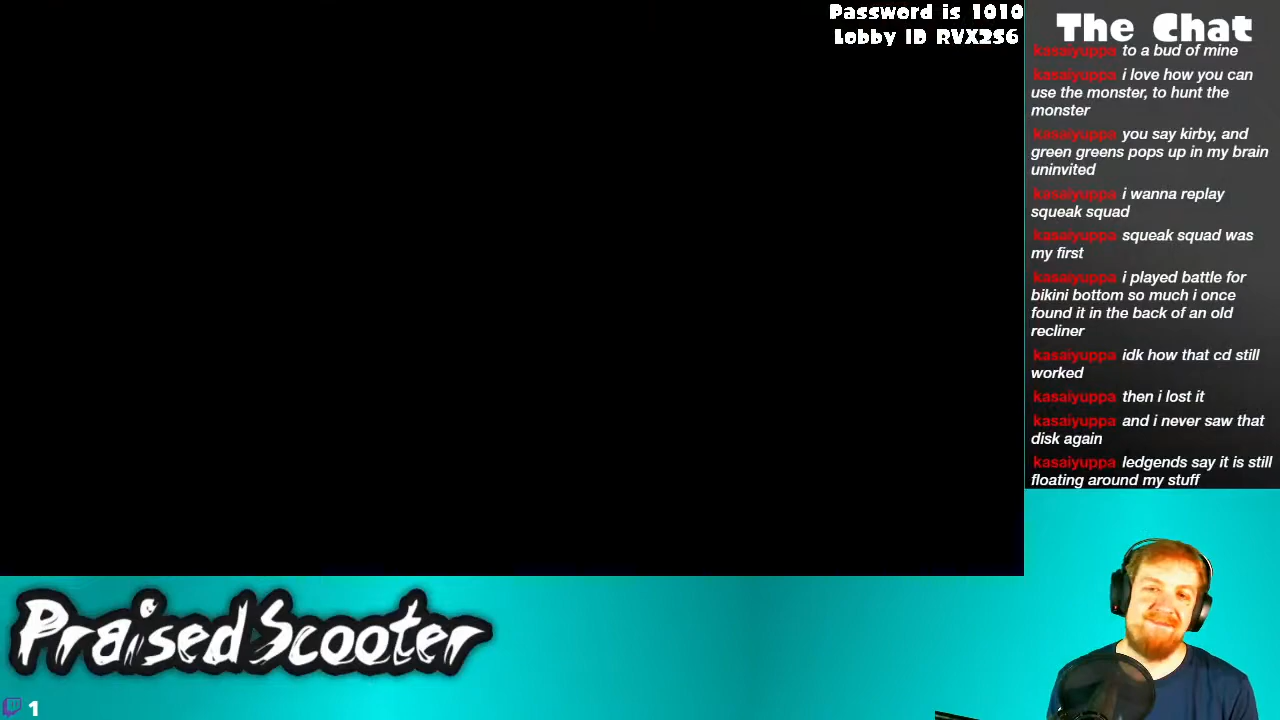 Password is 1010
Lobby ID RVX2S6
The Chat
kasaiyuppa to a bud of mine
kasaiyuppa i love how you can
use the monster, to hunt the
monster
kasaiyuppa you say kirby, and
green greens pops up in my brain
uninvited
kasaiyuppa i wanna replay
squeak squad
kasaiyuppa squeak squad was
my first
kasaiyuppa i played battle for
bikini bottom so much i once
found it in the back of an old
recliner
kasaiyuppa idk how that cd still
worked
kasaiyuppa then i lost it
kasaiyuppa and i never saw that
disk again
kasaiyuppa ledgends say it is still
floating around my stuff
PraisedScooter
1